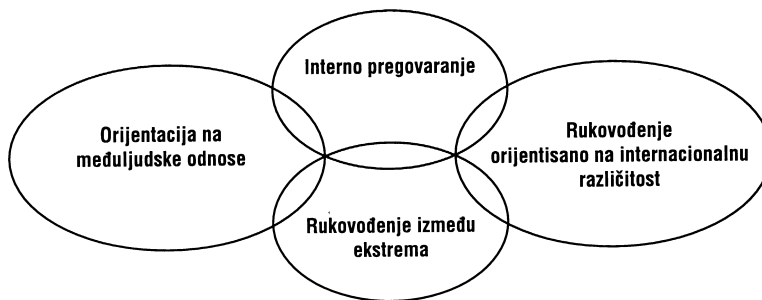 Interno pregovaranje
Orijentacija na
međuljudske odnose
Rukovođenje
orijentisano na internacionalnu
različitost
Rukovođenje između
ekstrema